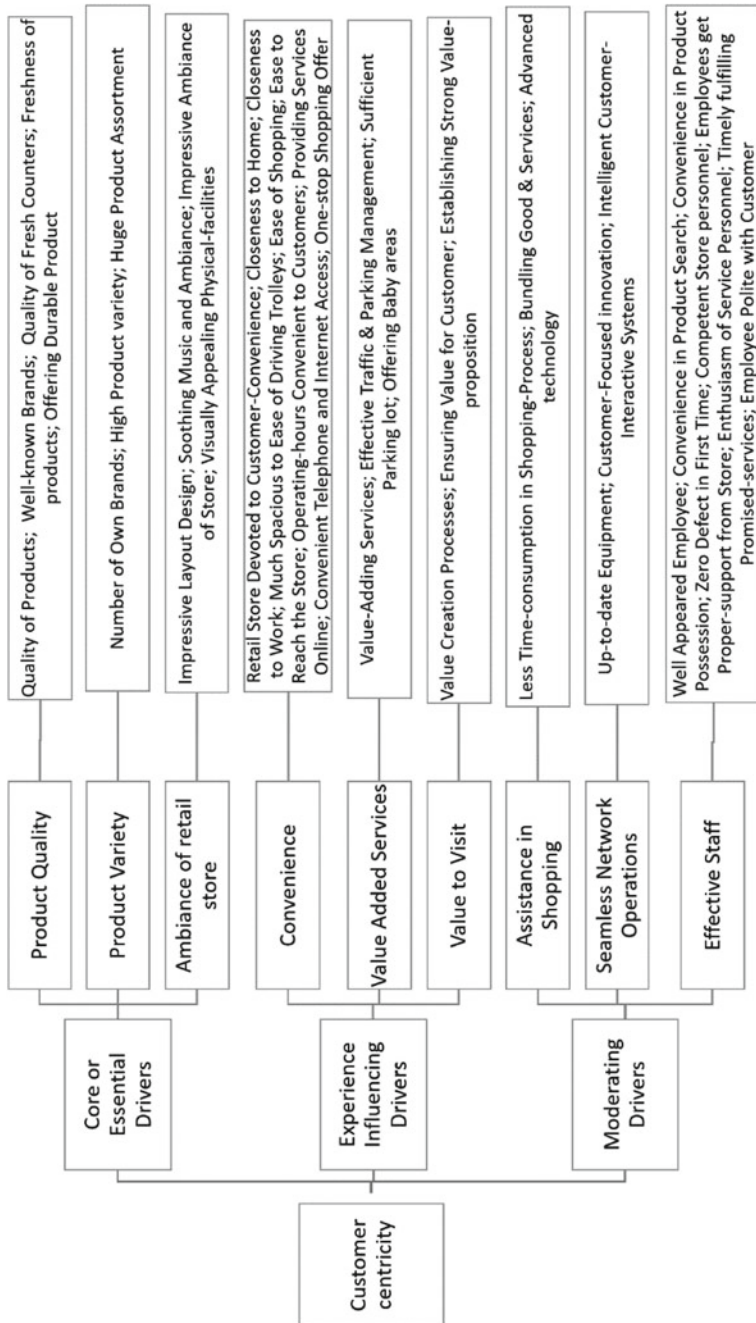 Customer
centricity
Core or
Essential
Drivers
Product Quality
Quality of Products; Well-known Brands; Quality of Fresh Counters; Freshness of
products; Offering Durable Product
Product Variety
Number of Own Brands; High Product variety; Huge Product Assortment
Ambiance of retail
store
Impressive Layout Design; Soothing Music and Ambiance; Impressive Ambiance
of Store; Visually Appealing Physical-facilities
Experience
Influencing
Drivers
Convenience
Retail Store Devoted to Customer-Convenience; Closeness to Home; Closeness
to Work; Much Spacious to Ease of Driving Trolleys; Ease of Shopping; Ease to
Reach the Store; Operating-hours Convenient to Customers; Providing Services
Online; Convenient Telephone and Internet Access; One-stop Shopping Offer
Value Added Services
Value-Adding Services; Effective Traffic & Parking Management; Sufficient
Parking lot; Offering Baby areas
Value to Visit
Value Creation Processes; Ensuring Value for Customer; Establishing Strong Value-
proposition
Moderating
Drivers
Assistance in
Shopping
Less Time-consumption in Shopping-Process; Bundling Good & Services; Advanced
technology
Seamless Network
Operations
Up-to-date Equipment; Customer-Focused innovation; Intelligent Customer-
Interactive Systems
Effective Staff
Well Appeared Employee; Convenience in Product Search; Convenience in Product
Possession; Zero Defect in First Time; Competent Store personnel; Employees get
Proper-support from Store; Enthusiasm of Service Personnel; Timely fulfilling
Promised-services; Employee Polite with Customer